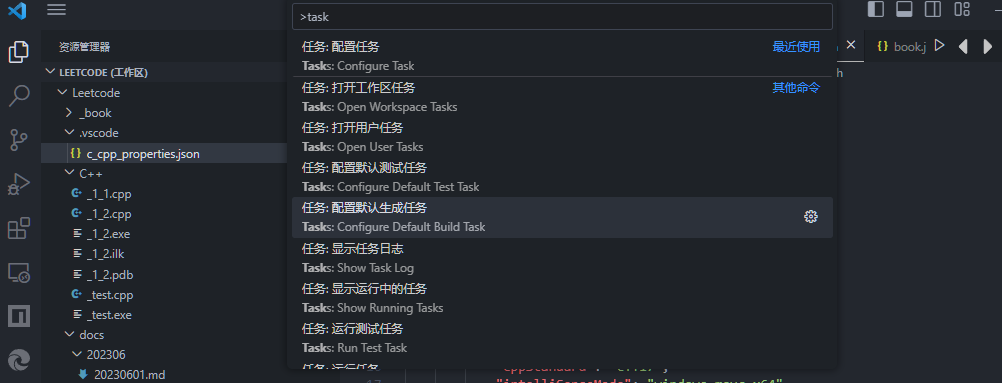 >task
资源管理器
LEETCODE (工作区)
Leetcode
_book
.vscode
c_cpp_properties.json
C++
_1_1.cpp
_1_2.cpp
_1_2.exe
_1_2.ilk
_1_2.pdb
_test.cpp
_test.exe
docs
202306
20230601.md
任务: 配置任务
最近使用
Tasks: Configure Task
任务: 打开工作区任务
其他命令
Tasks: Open Workspace Tasks
任务: 打开用户任务
Tasks: Open User Tasks
任务: 配置默认测试任务
Tasks: Configure Default Test Task
任务: 配置默认生成任务
Tasks: Configure Default Build Task
任务: 显示任务日志
Tasks: Show Task Log
任务: 显示运行中的任务
Tasks: Show Running Tasks
任务: 运行测试任务
Tasks: Run Test Task
任务: 运行任务
{} book.j
h